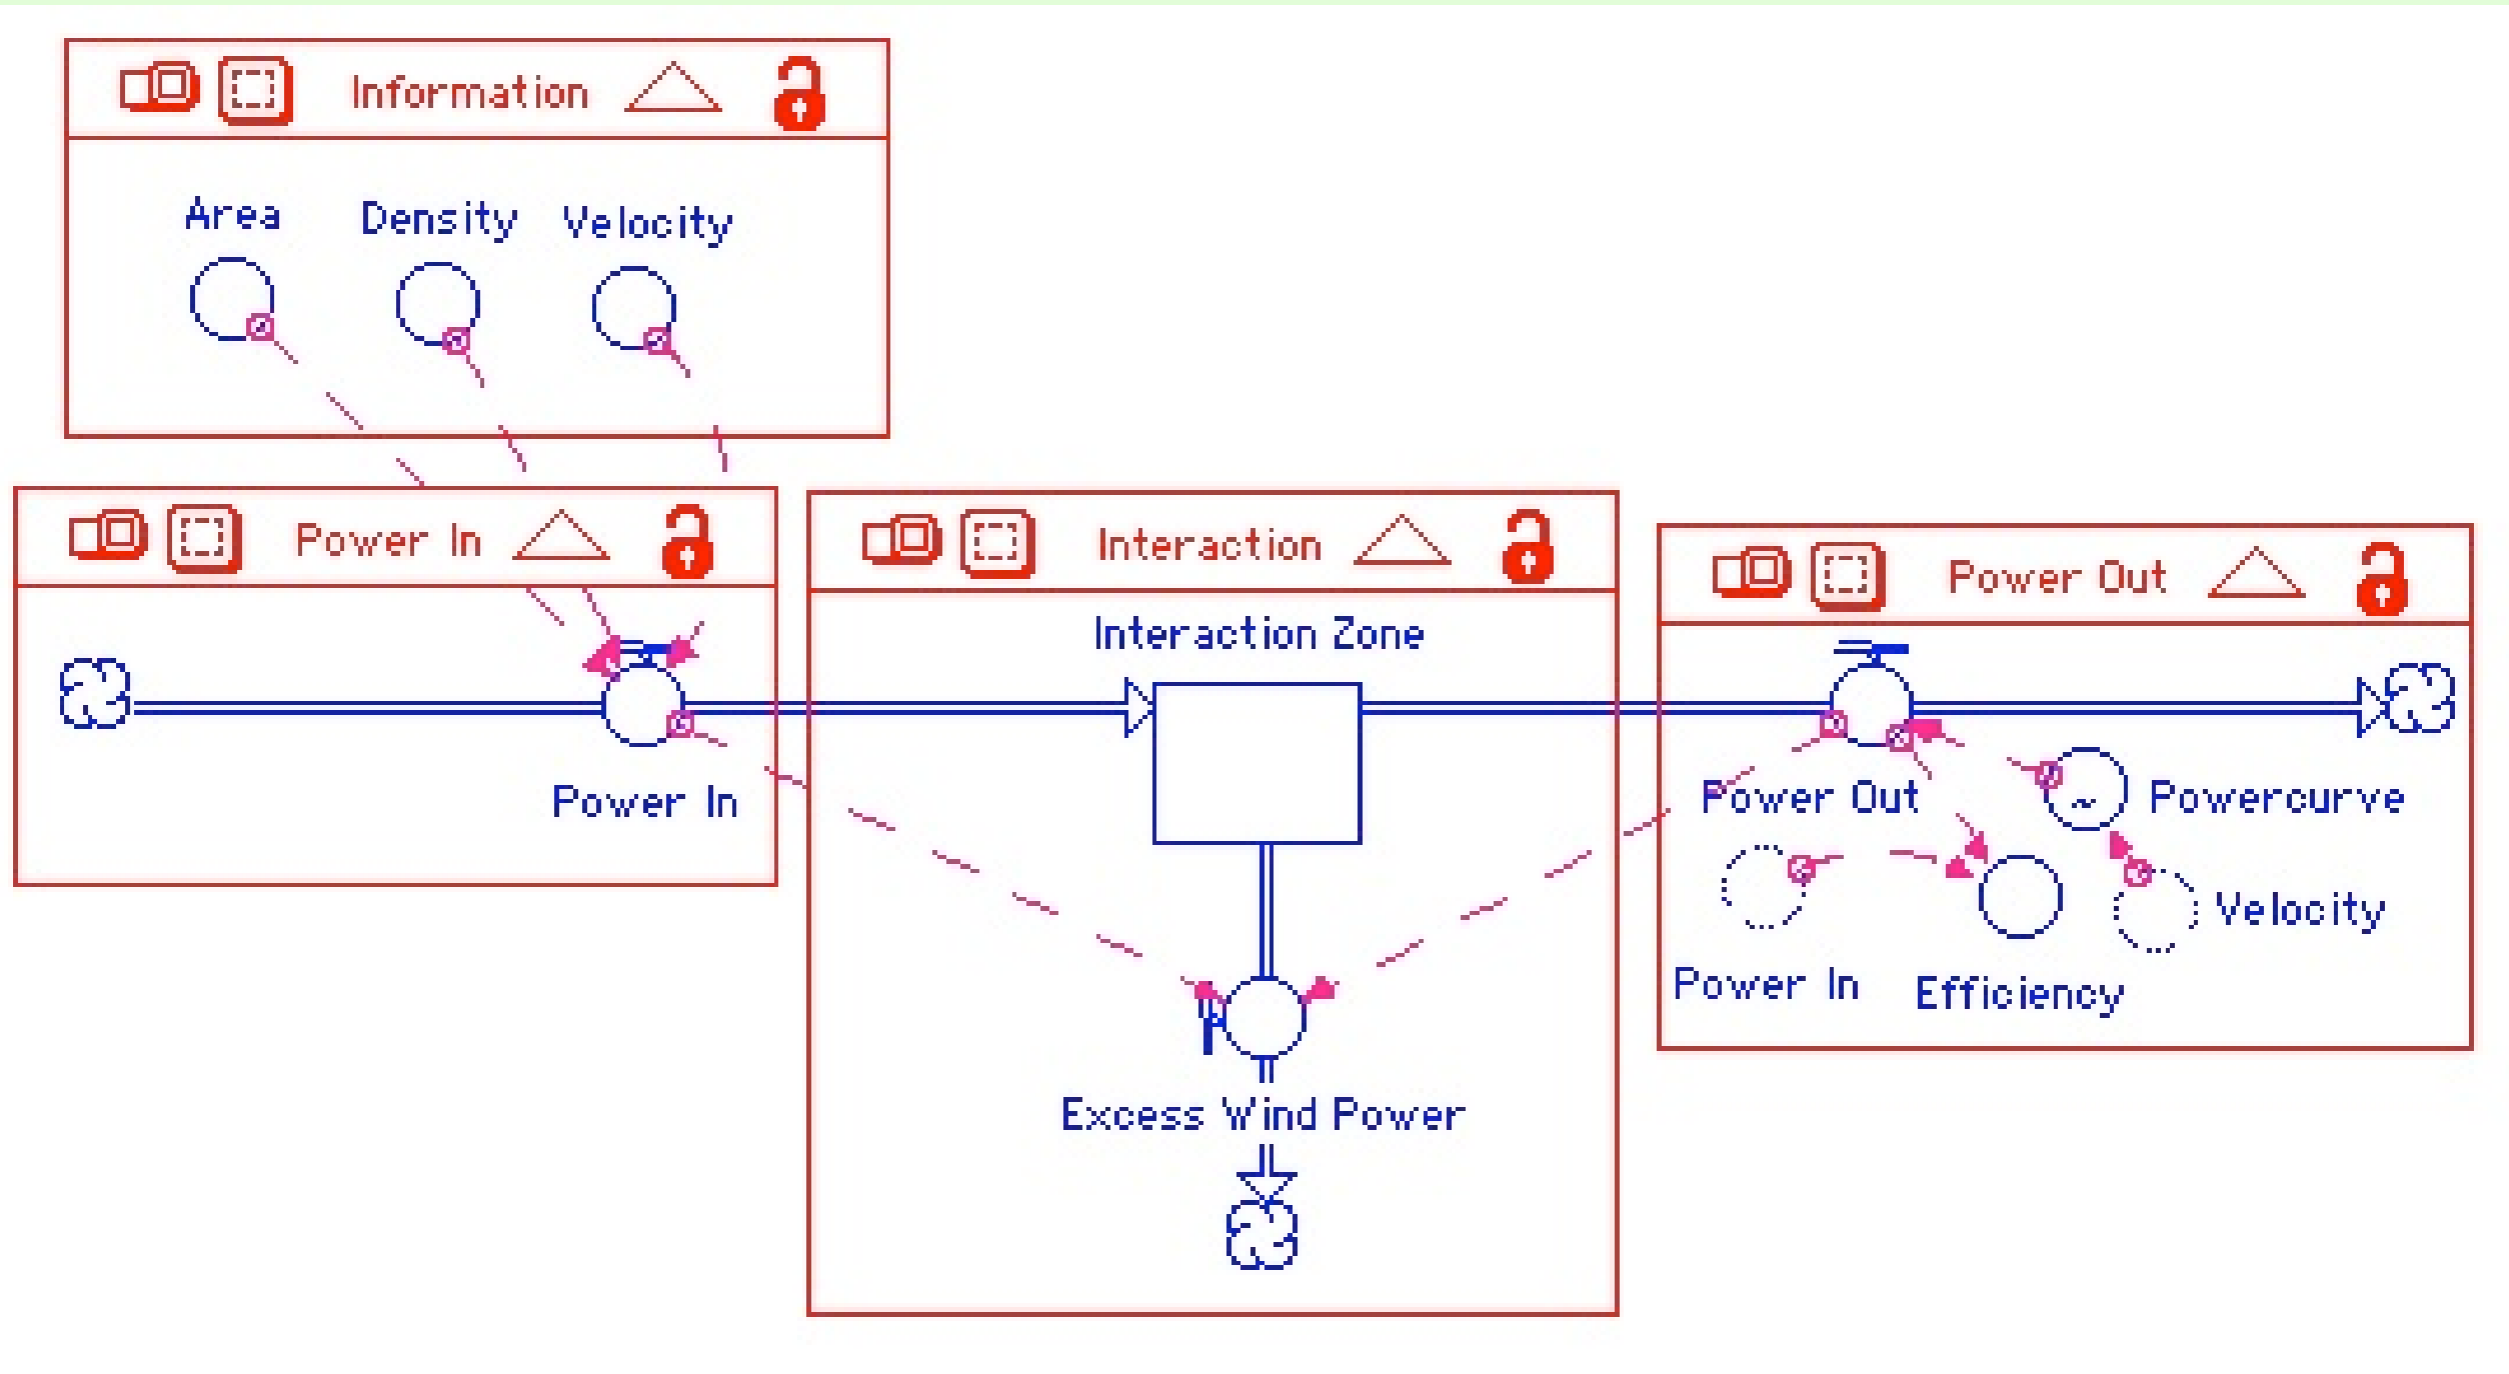 Information
Area Density Velocity
Power In
Power In
Interaction
Interaction Zone
Excess Wind Power
Power Out
Power Out
Powercurve
Velocity
Power In
Efficiency